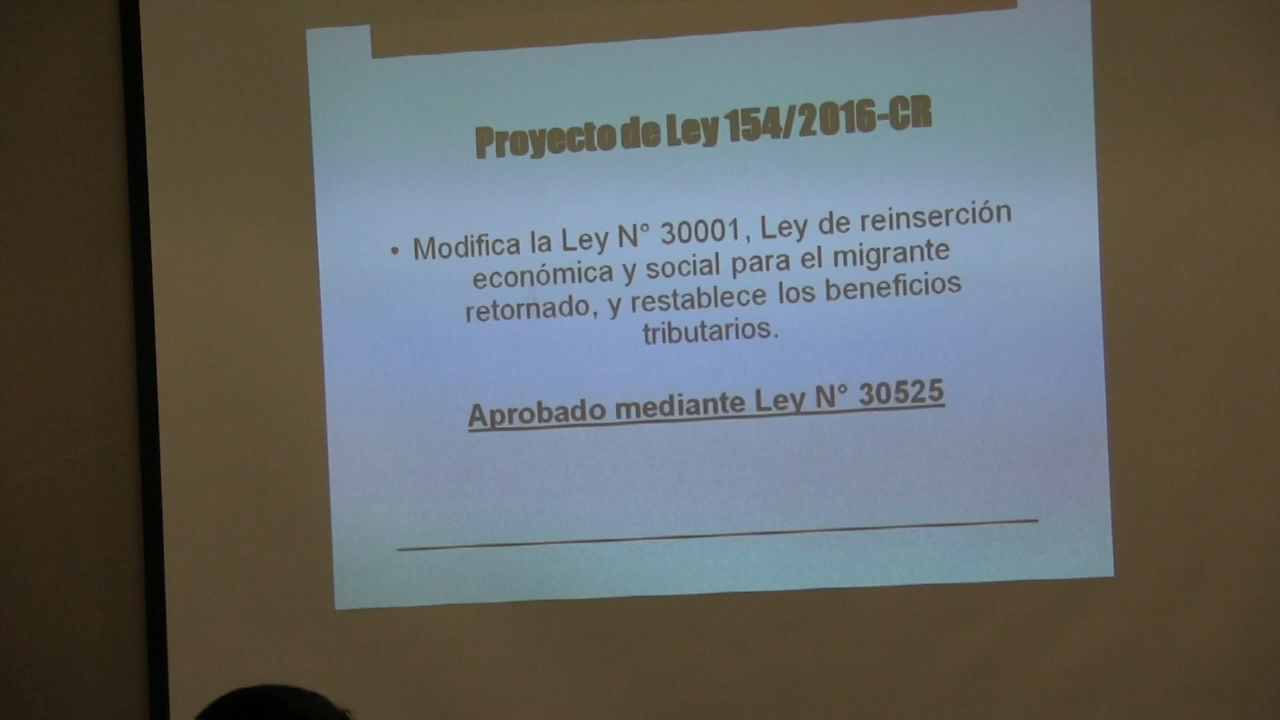 Proyecto de Ley 154/2016-CR
• Modifica la Ley N° 30001, Ley de reinserción
económica y social para el migrante
retornado, y restablece los beneficios
tributarios.
Aprobado mediante Ley N° 30525